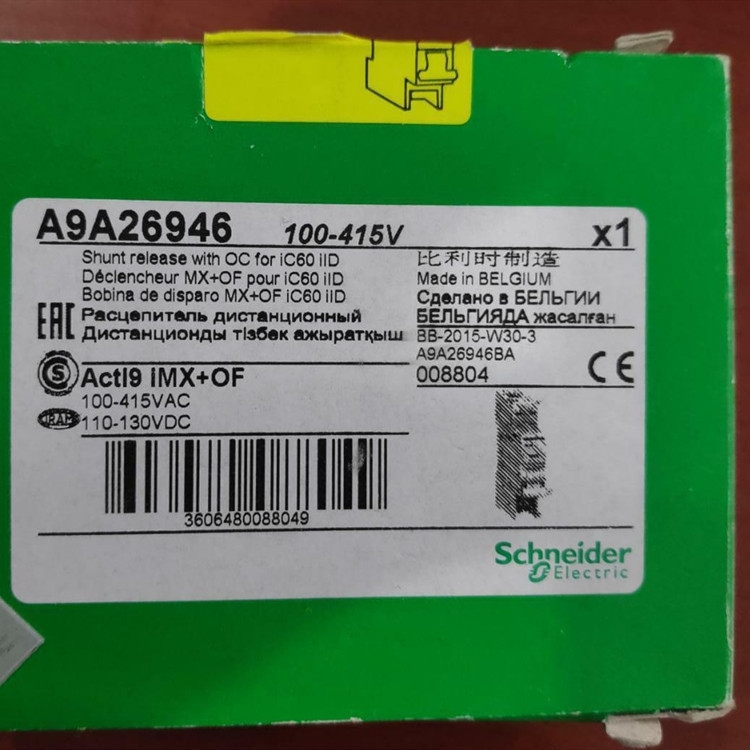 A9A26946 100-415V x1
Shunt release with OC for iC60 iID
Déclencheur MX+OF pour iC60 iID
Bobina de disparo MX+OF iC60 iID
EAC Расцепитель дистанционный
Дистанционды тізбек ажыратқыш
比利时制造
Made in BELGIUM
Сделано в БЕЛЬГИИ
БЕЛЬГИЯДА жасалған
BB-2015-W30-3
A9A26946BA
008804 CE
S ActI9 iMX+OF
100-415VAC
110-130VDC
3606480088049
Schneider
Electric